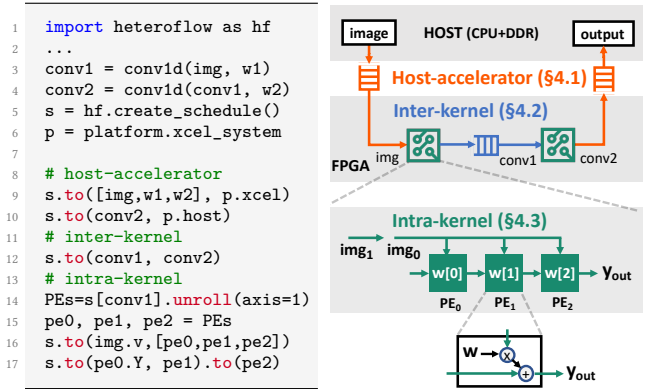 1 import heteroflow as hf
2 ...
3 conv1 = conv1d(img, w1)
4 conv2 = conv1d(conv1, w2)
5 s = hf.create_schedule()
6 p = platform.xcel_system
7
8 # host-accelerator
9 s.to([img,w1,w2], p.xcel)
10 s.to(conv2, p.host)
11 # inter-kernel
12 s.to(conv1, conv2)
13 # intra-kernel
14 PEs=s[conv1].unroll(axis=1)
15 pe0, pe1, pe2 = PEs
16 s.to(img.v,[pe0,pe1,pe2])
17 s.to(pe0.Y, pe1).to(pe2)
image HOST (CPU+DDR) output
Host-accelerator (§4.1)
Inter-kernel (§4.2)
img conv1 conv2
FPGA
Intra-kernel (§4.3)
img₁ img₀
w[0] w[1] w[2] y_out
PE₀ PE₁ PE₂
w x
+ y_out